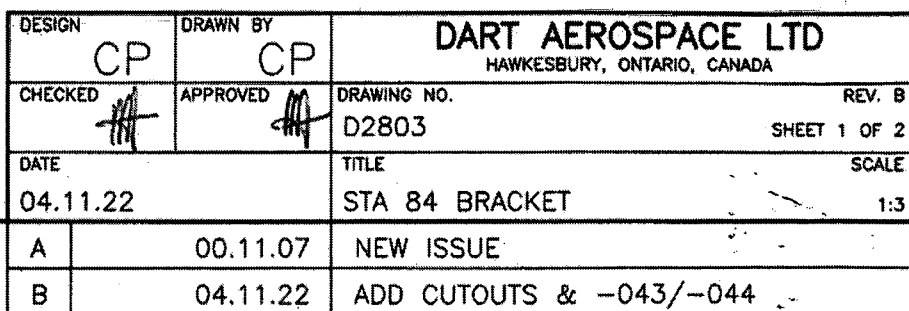 DESIGN
CP
DRAWN BY
CP
DART AEROSPACE LTD
HAWKESBURY, ONTARIO, CANADA
CHECKED
APPROVED
DRAWING NO.
D2803
REV. B
SHEET 1 OF 2
DATE
04.11.22
TITLE
STA 84 BRACKET
SCALE
1:3
A 00.11.07 NEW ISSUE
B 04.11.22 ADD CUTOUTS & -043/-044